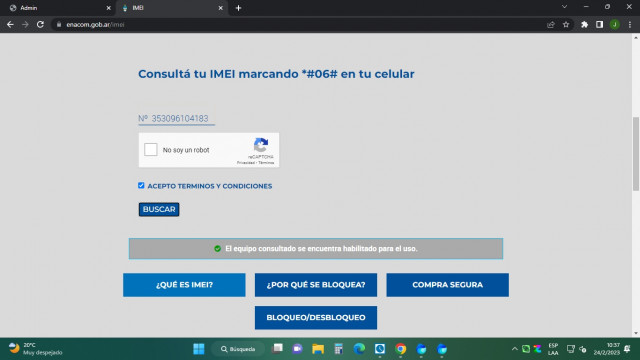 Admin
IMEI
enacom.gob.ar/imei
J
Consultá tu IMEI marcando *#06# en tu celular
Nº 353096104183
No soy un robot
reCAPTCHA
Privacidad - Términos
ACEPTO TERMINOS Y CONDICIONES
BUSCAR
El equipo consultado se encuentra habilitado para el uso.
¿QUÉ ES IMEI?
¿POR QUÉ SE BLOQUEA?
COMPRA SEGURA
BLOQUEO/DESBLOQUEO
20°C
Muy despejado
Búsqueda
ESP
LAA
10:37
24/2/2023